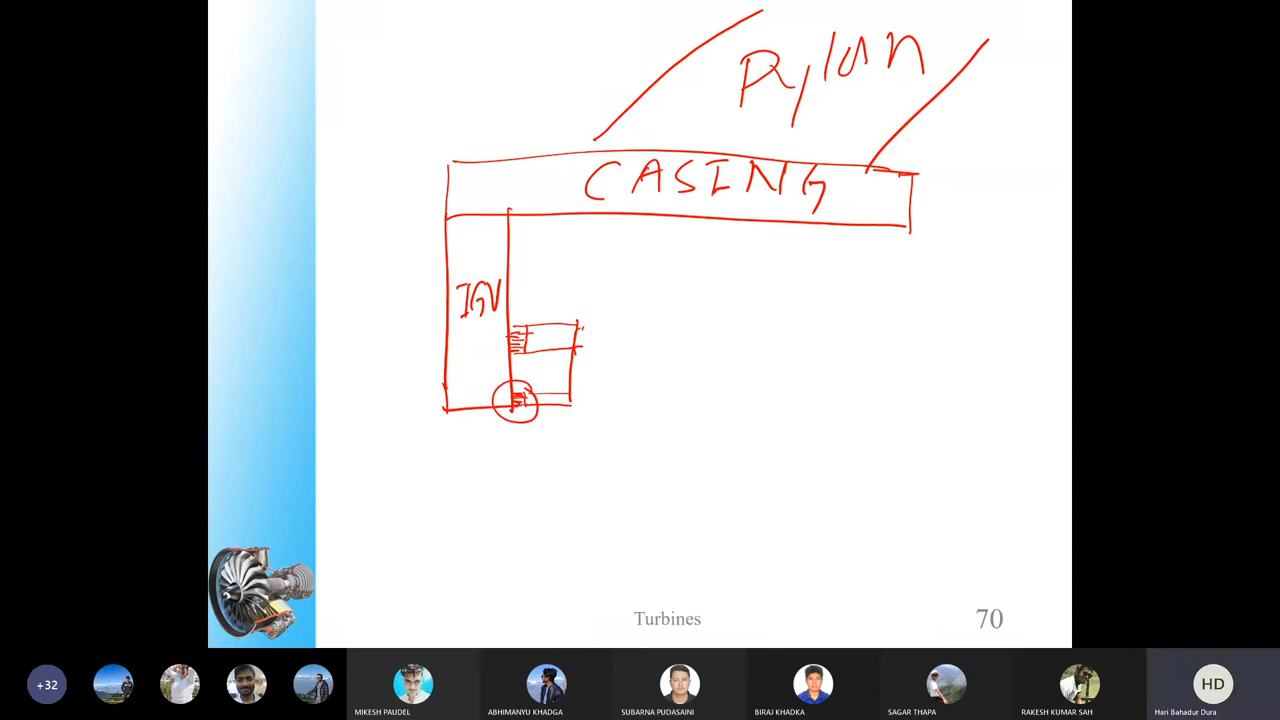 Pylon
CASING
IGV
Turbines
70
+32
MIKESH PAUDEL
ABHIMANYU KHADGA
SUBARNA PUDASAINI
BIRAJ KHADKA
SAGAR THAPA
RAKESH KUMAR SAH
HD
Hari Bahadur Dura